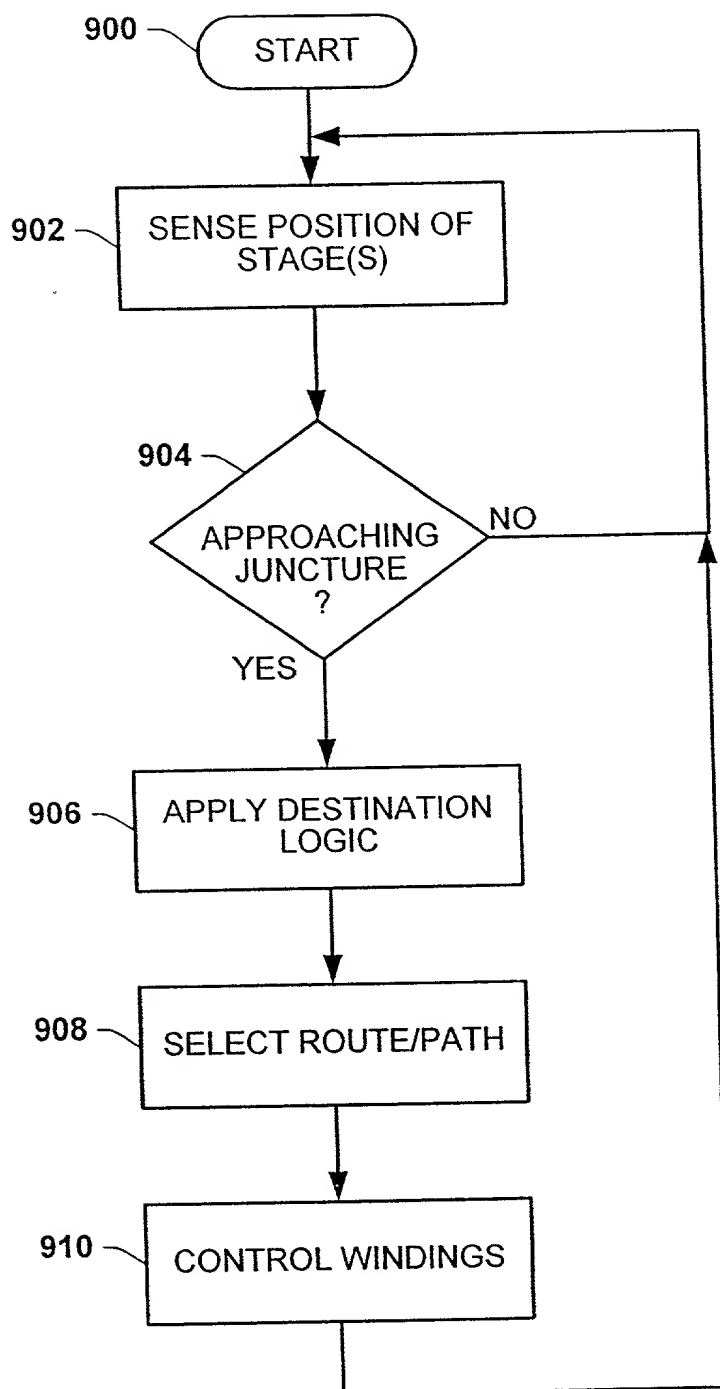 900
START
902
SENSE POSITION OF
STAGE(S)
904
APPROACHING
JUNCTURE
?
NO
YES
906
APPLY DESTINATION
LOGIC
908
SELECT ROUTE/PATH
910
CONTROL WINDINGS